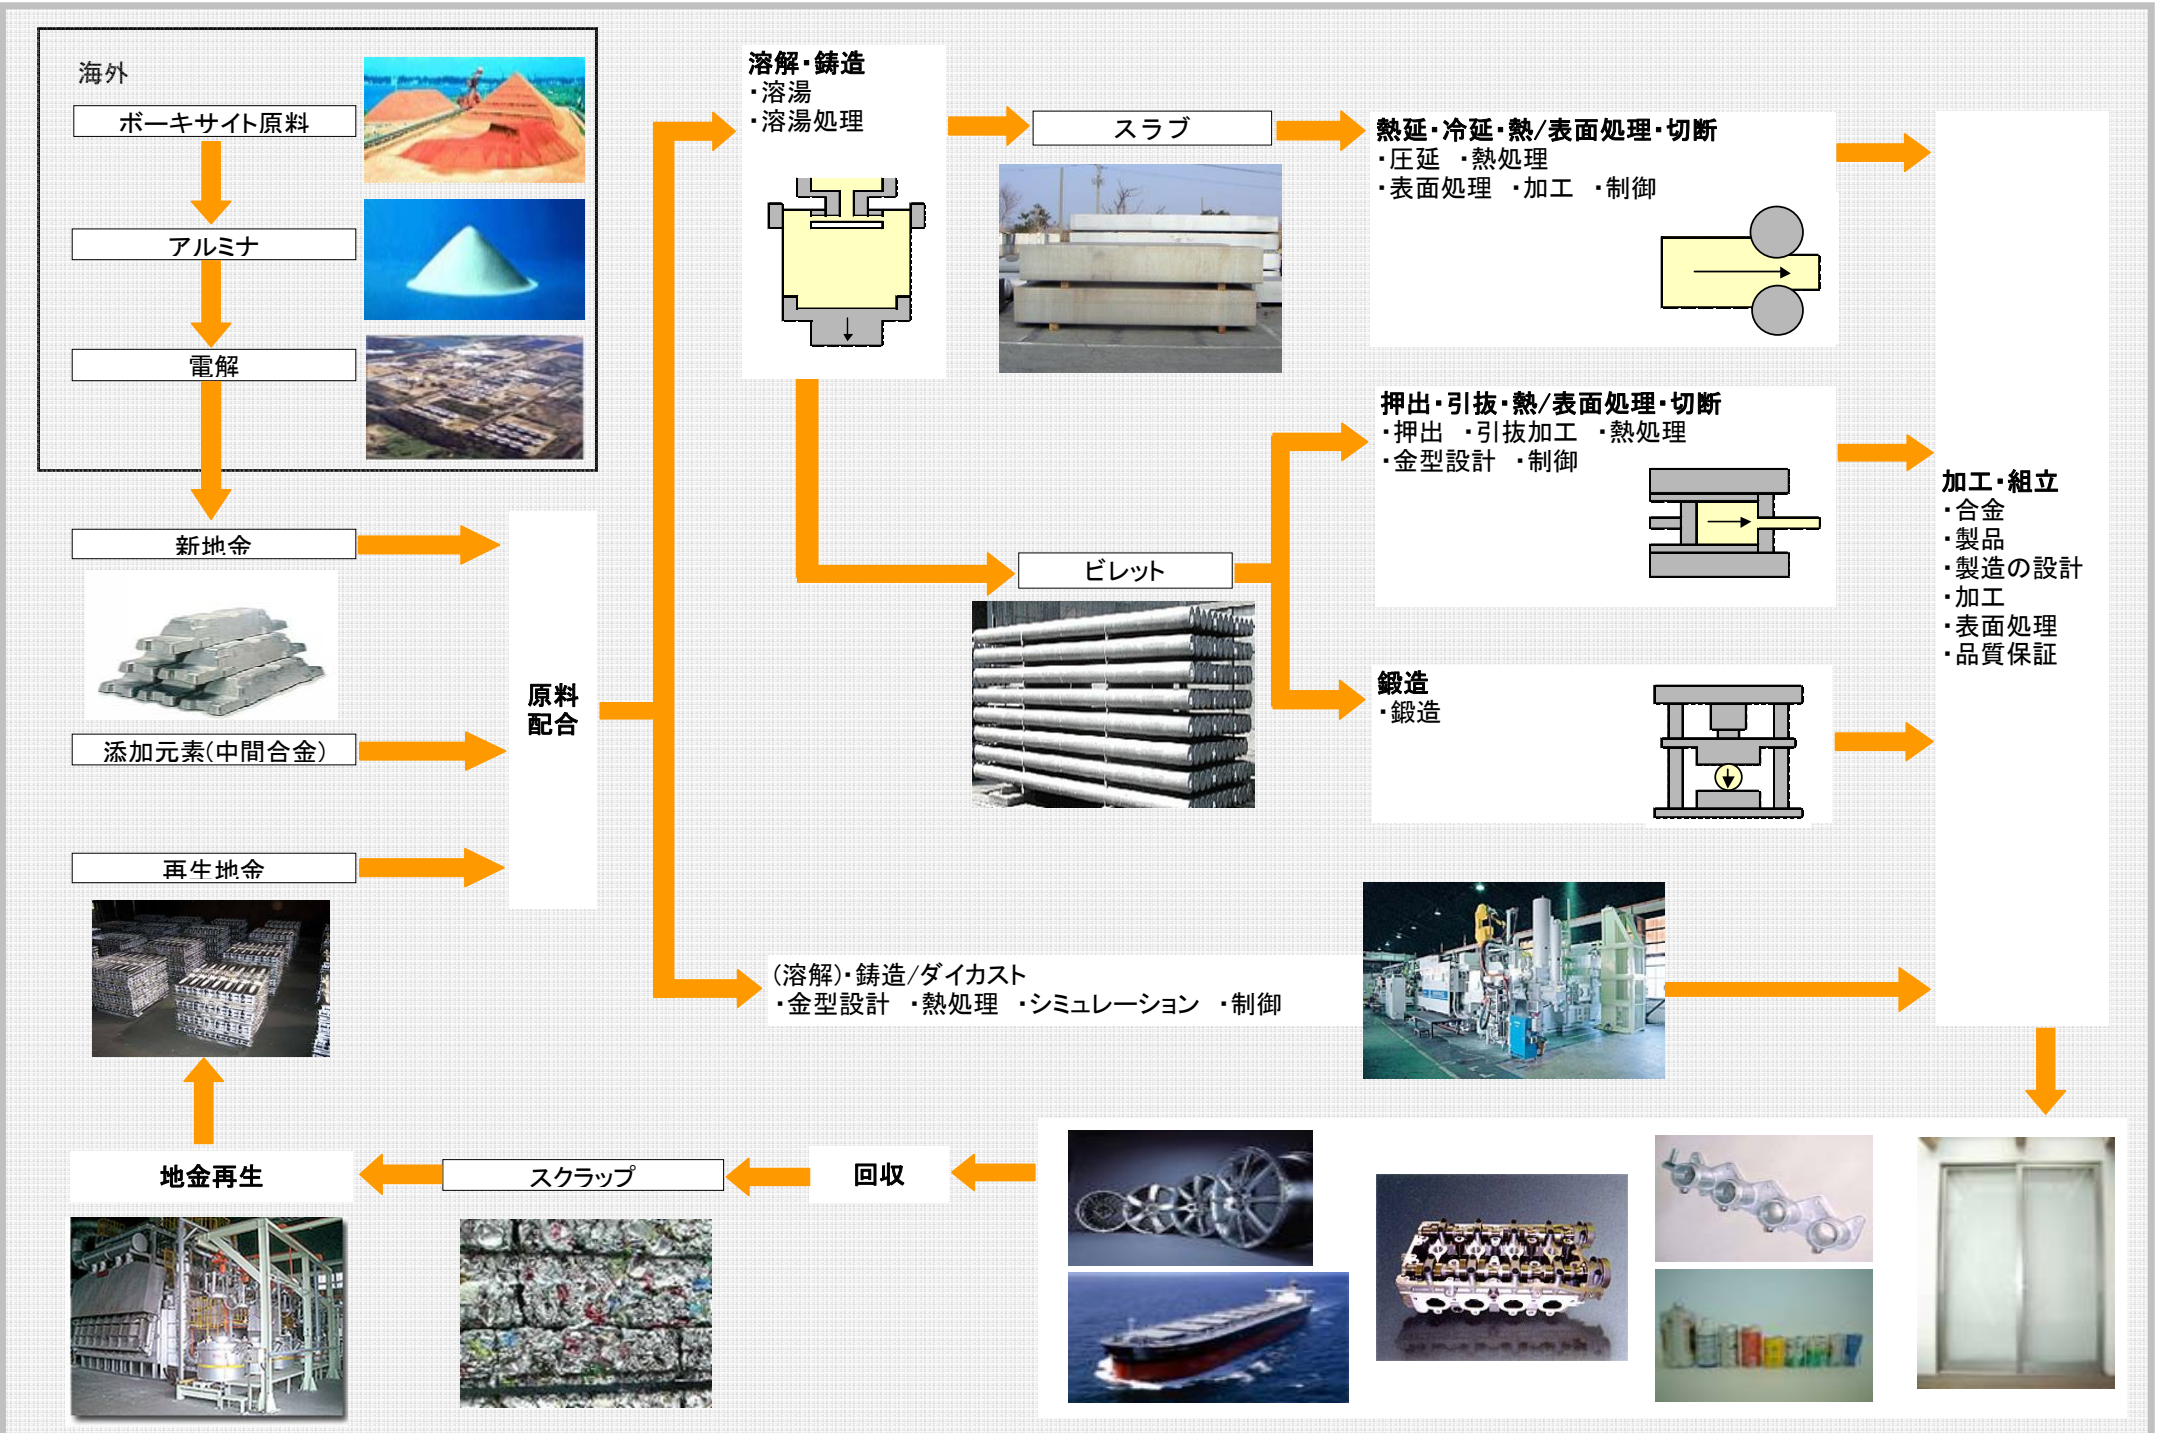 海外
ボーキサイト原料
アルミナ
電解
新地金
添加元素(中間合金)
再生地金
原料
配合
溶解・鋳造
・溶湯
・溶湯処理
スラブ
熱延・冷延・熱/表面処理・切断
・圧延 ・熱処理
・表面処理 ・加工 ・制御
ビレット
押出・引抜・熱/表面処理・切断
・押出 ・引抜加工 ・熱処理
・金型設計 ・制御
鍛造
・鍛造
(溶解)・鋳造/ダイカスト
・金型設計 ・熱処理 ・シミュレーション ・制御
加工・組立
・合金
・製品
・製造の設計
・加工
・表面処理
・品質保証
回収
スクラップ
地金再生